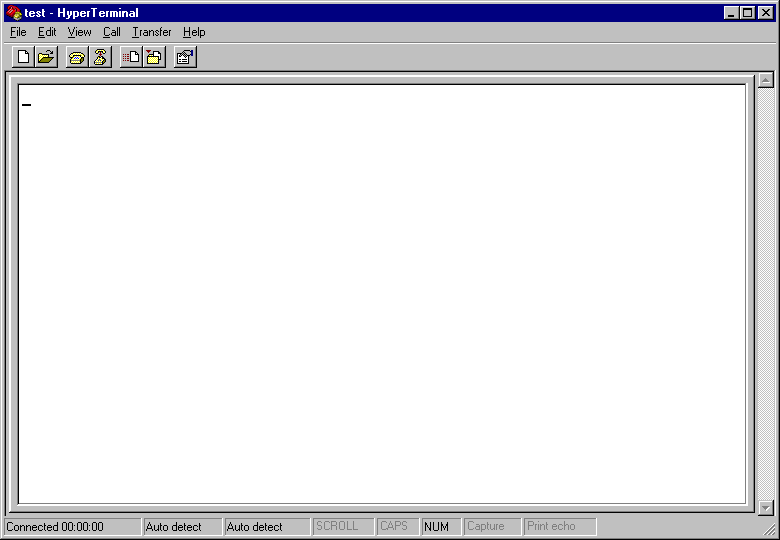 test - HyperTerminal
File Edit View Call Transfer Help
Connected 00:00:00 Auto detect Auto detect SCROLL CAPS NUM Capture Print echo